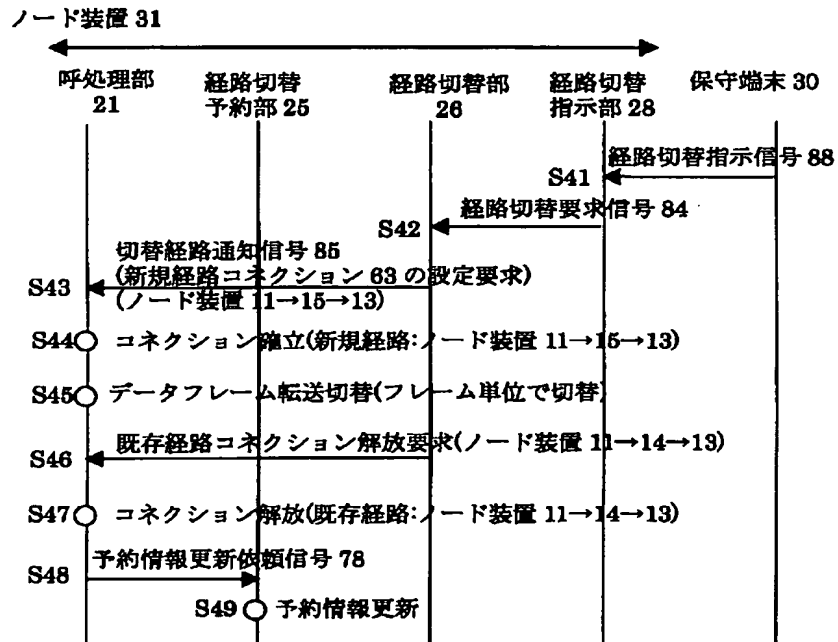 ノード装置 31
呼処理部
21
経路切替
予約部 25
経路切替部
26
経路切替
指示部 28
保守端末 30
S41
経路切替指示信号 88
S42
経路切替要求信号 84
切替経路通知信号 85
(新規経路コネクション 63 の設定要求)
S43
(ノード装置 11→15→13)
S44
コネクション確立(新規経路:ノード装置 11→15→13)
S45
データフレーム転送切替(フレーム単位で切替)
既存経路コネクション解放要求(ノード装置 11→14→13)
S46
S47
コネクション解放(既存経路:ノード装置 11→14→13)
予約情報更新依頼信号 78
S48
S49
予約情報更新